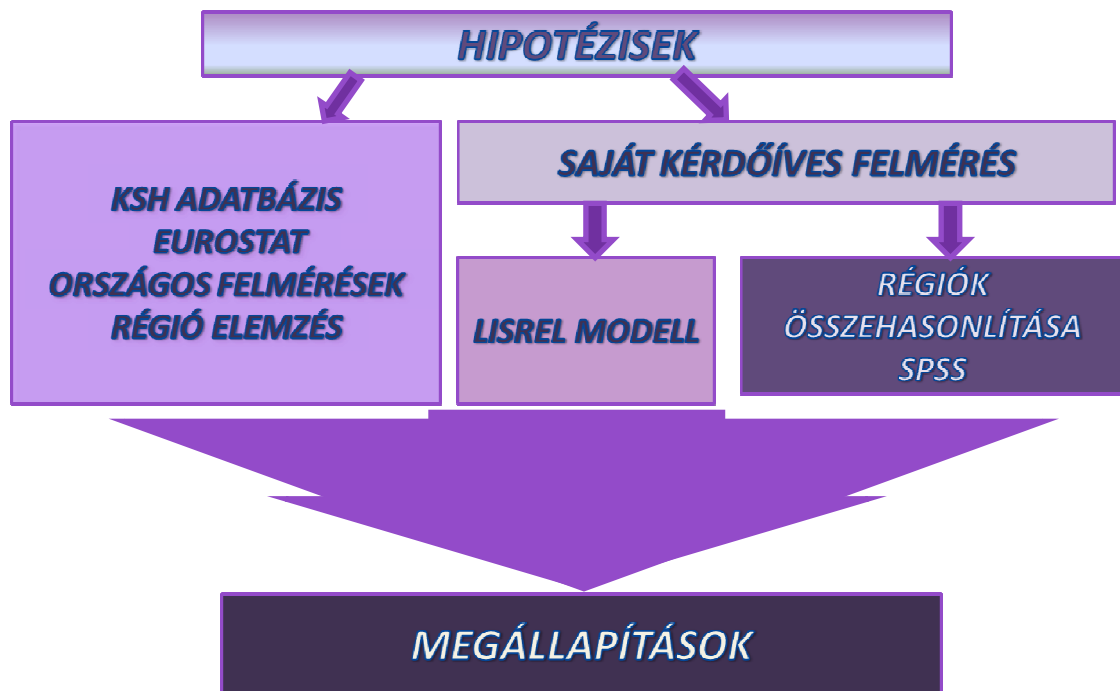 HIPOTÉZISEK
KSH ADATBÁZIS
EUROSTAT
ORSZÁGOS FELMÉRÉSEK
RÉGIÓ ELEMZÉS
SAJÁT KÉRDŐÍVES FELMÉRÉS
LISREL MODELL
RÉGIÓK
ÖSSZEHASONLÍTÁSA
SPSS
MEGÁLLAPÍTÁSOK